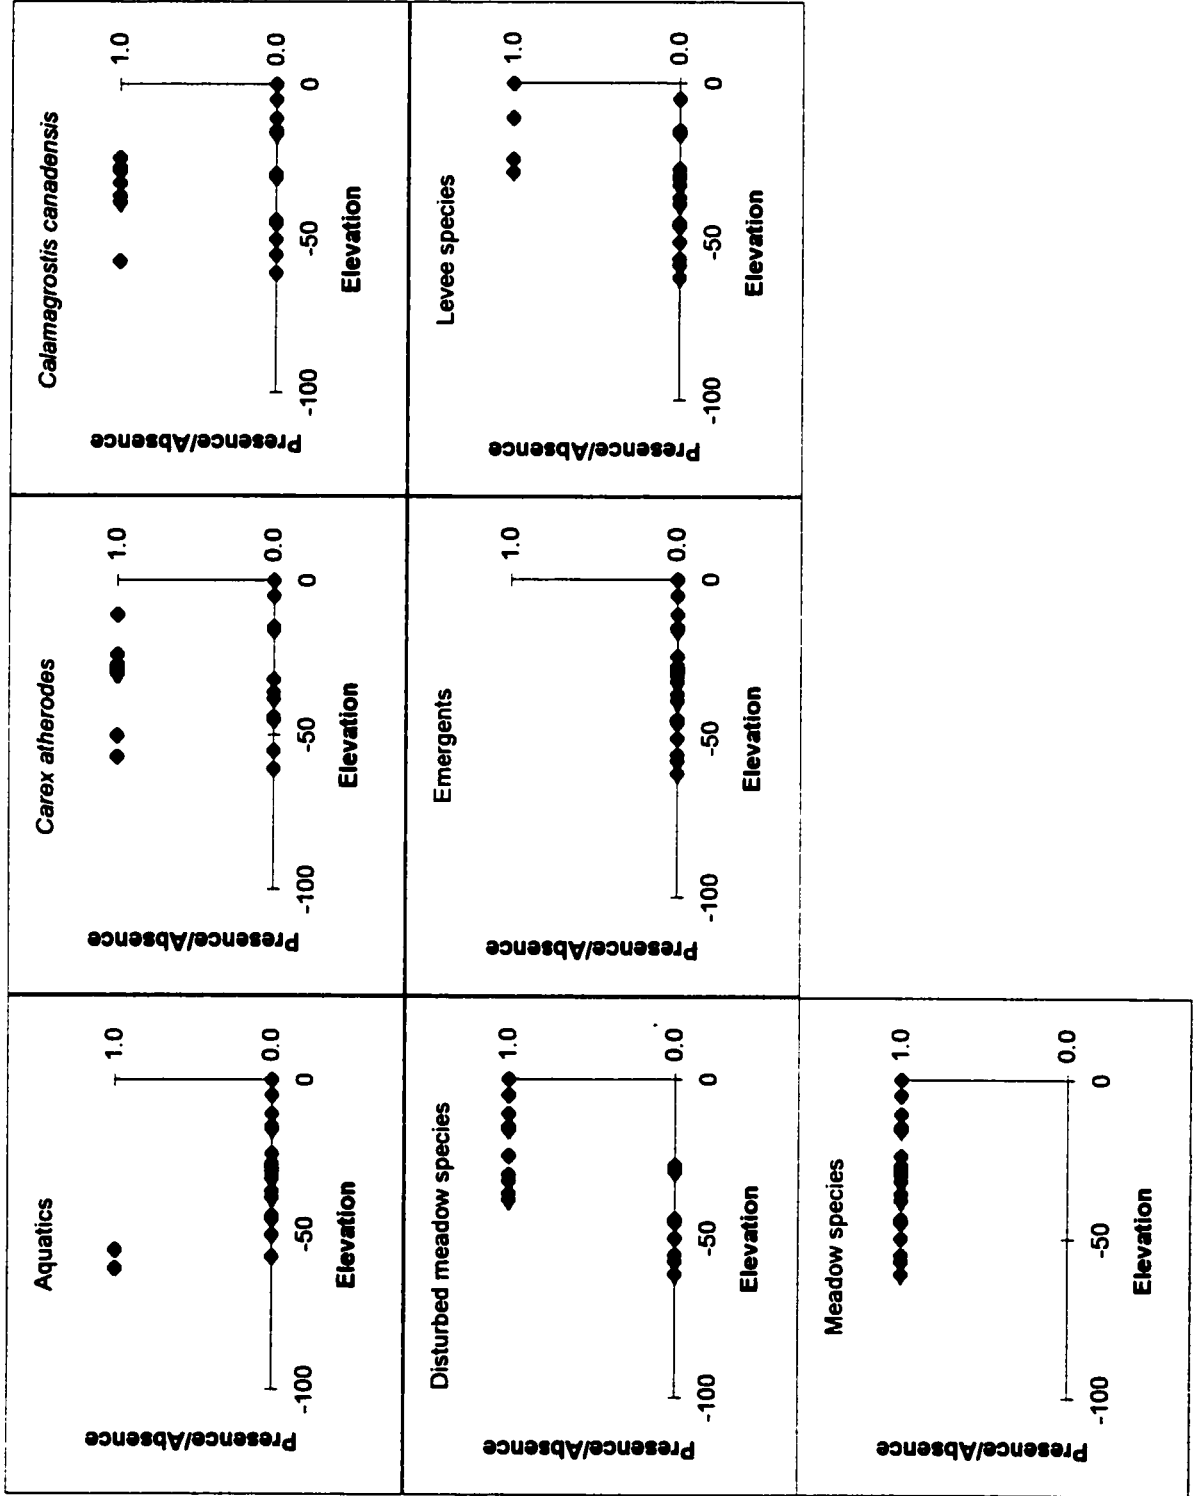 Aquatics
Presence/Absence
1.0
0.0
-100
-50
0
Elevation
Carex atherodes
Presence/Absence
1.0
0.0
-100
-50
0
Elevation
Calamagrostis canadensis
Presence/Absence
1.0
0.0
-100
-50
0
Elevation
Disturbed meadow species
Presence/Absence
1.0
0.0
-100
-50
0
Elevation
Emergents
Presence/Absence
1.0
0.0
-100
-50
0
Elevation
Levee species
Presence/Absence
1.0
0.0
-100
-50
0
Elevation
Meadow species
Presence/Absence
1.0
0.0
-100
-50
0
Elevation